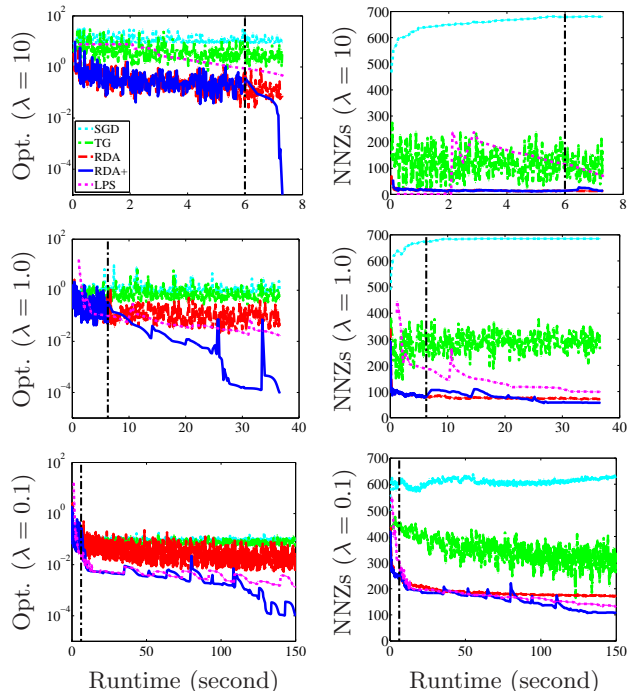 Opt. (λ = 10)
10^2
10^0
10^-2
10^-4
SGD
TG
RDA
RDA+
LPS
0 2 4 6 8
NNZs (λ = 10)
700
600
500
400
300
200
100
0
0 2 4 6 8
Opt. (λ = 1.0)
10^2
10^0
10^-2
10^-4
0 10 20 30 40
NNZs (λ = 1.0)
700
600
500
400
300
200
100
0
0 10 20 30 40
Opt. (λ = 0.1)
10^2
10^0
10^-2
10^-4
0 50 100 150
Runtime (second)
NNZs (λ = 0.1)
700
600
500
400
300
200
100
0
0 50 100 150
Runtime (second)